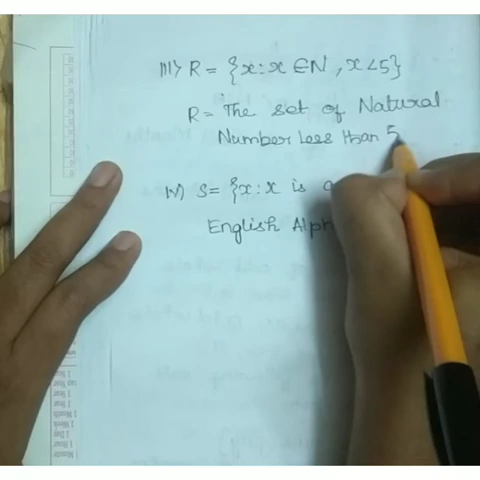 III> R = {x:x∈N, x<5}
R = The set of Natural
Number Less than 5
IV) S= {x:x is a
English Alph